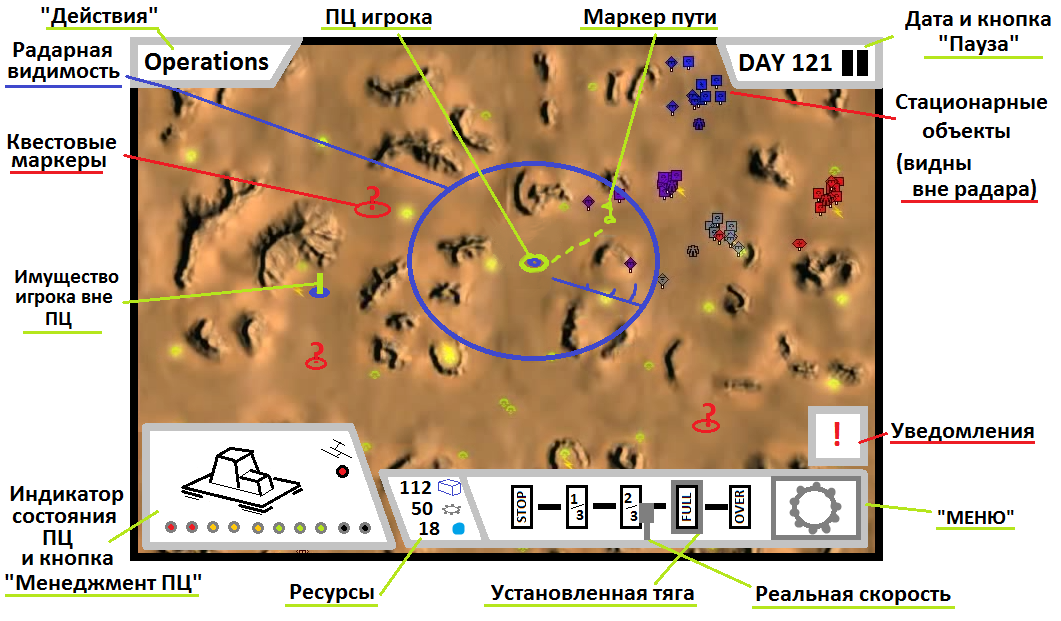 "Действия"
ПЦ игрока
Маркер пути
Дата и кнопка
"Пауза"
Радарная
видимость
Operations
DAY 121
Стационарные
объекты
(видны
вне радара)
Квестовые
маркеры
?
Имущество
игрока вне
ПЦ
?
?
!
Уведомления
Индикатор
состояния
ПЦ
и кнопка
"Менеджмент ПЦ"
112
50
18
STOP
1/3
2/3
FULL
OVER
"МЕНЮ"
Ресурсы
Установленная тяга
Реальная скорость